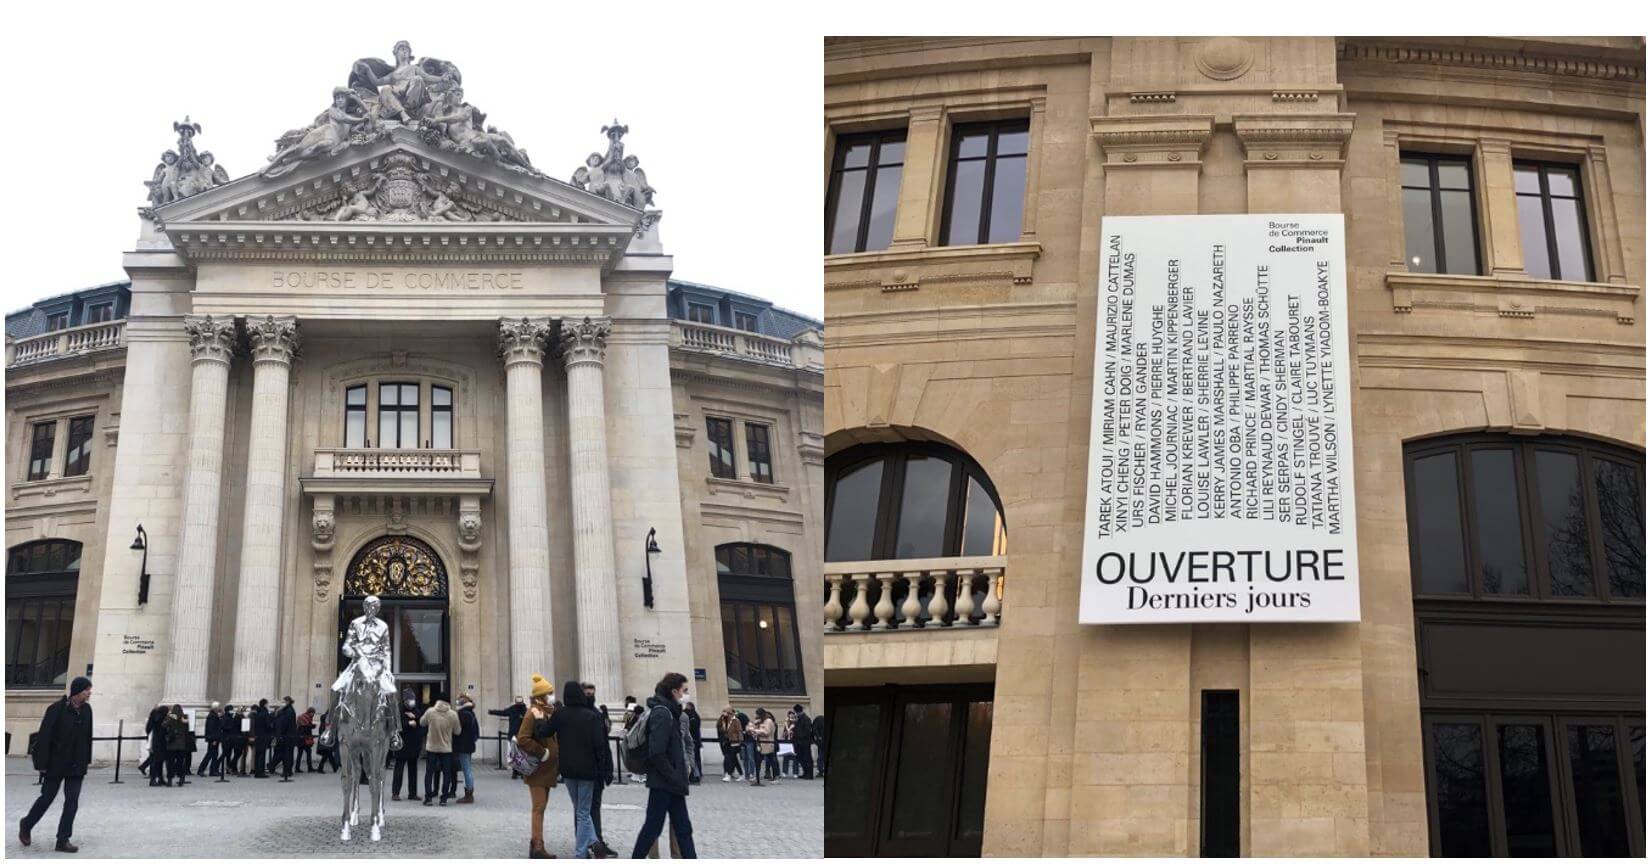 BOURSE DE COMMERCE
Bourse
de Commerce
Pinault
Collection
Bourse
de Commerce
Pinault
Collection
Bourse
de Commerce
Pinault
Collection
TAREK ATOUI / MIRIAM CAHN / MAURIZIO CATTELAN
XINYI CHENG / PETER DOIG / MARLENE DUMAS
URS FISCHER / RYAN GANDER
DAVID HAMMONS / PIERRE HUYGHE
MICHEL JOURNIAC / MARTIN KIPPENBERGER
FLORIAN KREWER / BERTRAND LAVIER
LOUISE LAWLER / SHERRIE LEVINE
KERRY JAMES MARSHALL / PAULO NAZARETH
ANTONIO OBA / PHILIPPE PARRENO
RICHARD PRINCE / MARTIAL RAYSSE
LILI REYNAUD DEWAR / THOMAS SCHÜTTE
SER SERPAS / CINDY SHERMAN
RUDOLF STINGEL / CLAIRE TABOURET
TATIANA TROUVÉ / LUC TUYMANS
MARTHA WILSON / LYNETTE YIADOM-BOAKYE
OUVERTURE
Derniers jours